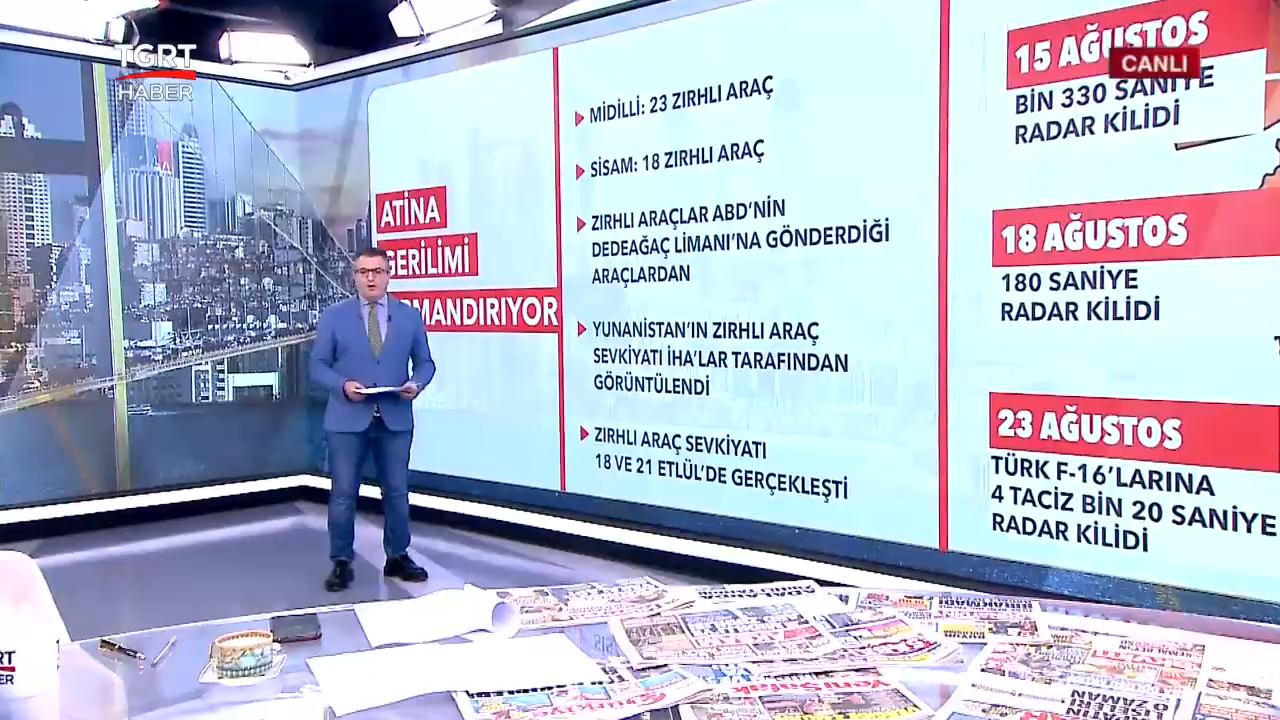 TGRT
HABER
CANLI
ATİNA
GERİLİMİ
MANDIRIYOR
MİDİLLİ: 23 ZIRHLI ARAÇ
SİSAM: 18 ZIRHLI ARAÇ
ZIRHLI ARAÇLAR ABD'NİN
DEDEAĞAÇ LİMANI'NA GÖNDERDİĞİ
ARAÇLARDAN
YUNANİSTAN'IN ZIRHLI ARAÇ
SEVKİYATI İHA'LAR TARAFINDAN
GÖRÜNTÜLENDİ
ZIRHLI ARAÇ SEVKİYATI
18 VE 21 ETLÜL'DE GERÇEKLEŞTİ
15 AĞUSTOS
BİN 330 SANİYE
RADAR KİLİDİ
18 AĞUSTOS
180 SANİYE
RADAR KİLİDİ
23 AĞUSTOS
TÜRK F-16'LARINA
4 TACİZ BİN 20 SANİYE
RADAR KİLİDİ
HABER